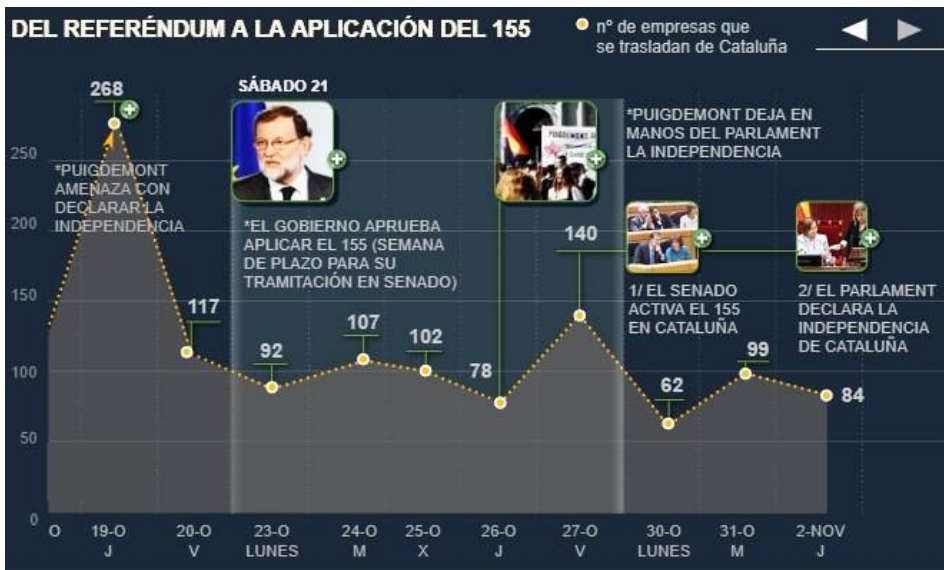 DEL REFERÉNDUM A LA APLICACIÓN DEL 155
nº de empresas que
se trasladan de Cataluña
268
SÁBADO 21
*PUIGDEMONT
AMENAZA CON
DECLARAR LA
INDEPENDENCIA
*EL GOBIERNO APRUEBA
APLICAR EL 155 (SEMANA
DE PLAZO PARA SU
TRAMITACIÓN EN SENADO)
*PUIGDEMONT DEJA EN
MANOS DEL PARLAMENT
LA INDEPENDENCIA
PUIGDEMONT
1/ EL SENADO
ACTIVA EL 155
EN CATALUÑA
2/ EL PARLAMENT
DECLARA LA
INDEPENDENCIA
DE CATALUÑA
117
92
107
102
78
140
62
99
84
250
200
150
100
50
0
O
19-O
J
20-O
V
23-O
LUNES
24-O
M
25-O
X
26-O
J
27-O
V
30-O
LUNES
31-O
M
2-NOV
J